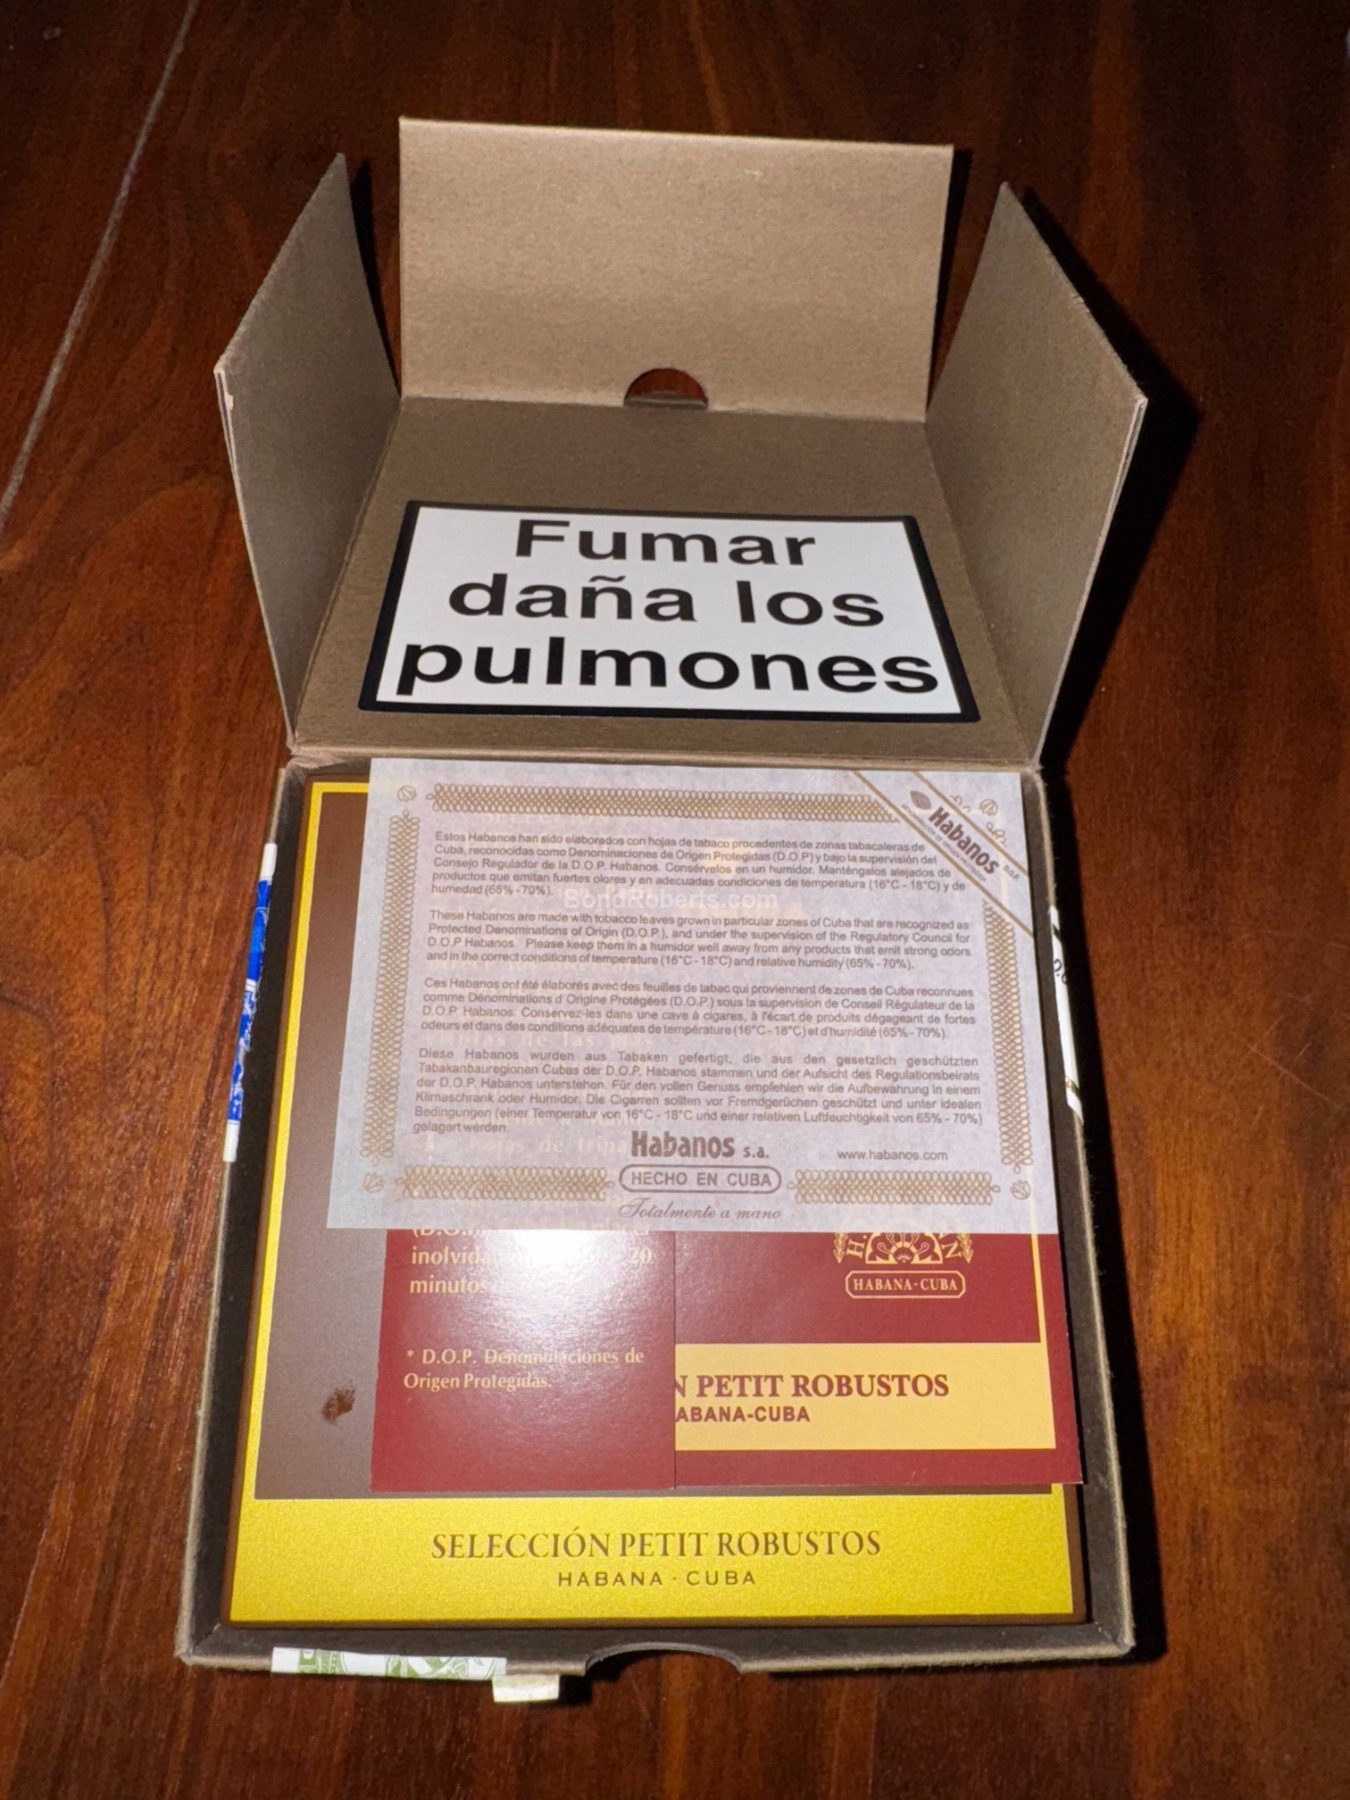 Fumar
daña los
pulmones
Habanos
D.O.P.
Estos Habanos han sido elaborados con hojas de tabaco procedentes de zonas tabacaleras de
Cuba, reconocidas como Denominaciones de Origen Protegidas (D.O.P) y bajo la supervisión del
Consejo Regulador de la D.O.P. Habanos. Consérvelos en un humidor. Manténgalos alejados de
productos que emitan fuertes olores y en adecuadas condiciones de temperatura (16°C - 18°C) y de
humedad (65% -70%).
BondRoberts.com
These Habanos are made with tobacco leaves grown in particular zones of Cuba that are recognized as
Protected Denominations of Origin (D.O.P.), and under the supervision of the Regulatory Council for
D.O.P Habanos. Please keep them in a humidor well away from any products that emit strong odors
and in the correct conditions of temperature (16°C - 18°C) and relative humidity (65% -70%).
Ces Habanos ont été élaborés avec des feuilles de tabac qui proviennent de zones de Cuba reconnues
comme Dénominations d'Origine Protégées (D.O.P.) sous la supervision de Conseil Régulateur de la
D.O.P. Habanos. Conservez-les dans une cave à cigares, à l'écart de produits dégageant de fortes
odeurs et dans des conditions adéquates de température (16°C - 18°C) et d'humidité (65% - 70%).
Diese Habanos wurden aus Tabaken gefertigt, die aus den gesetzlich geschützten
Tabakanbauregionen Cubas der D.O.P. Habanos stammen und der Aufsicht des Regulationsbeirats
der D.O.P. Habanos unterstehen. Für den vollen Genuss empfehlen wir die Aufbewahrung in einem
Klimaschrank oder Humidor. Die Cigarren sollten vor Fremdgerüchen geschützt und unter idealen
Bedingungen (einer Temperatur von 16°C - 18°C und einer relativen Luftfeuchtigkeit von 65% - 70%)
gelagert werden.
Habanos s.a.
www.habanos.com
HECHO EN CUBA
Totalmente a mano
20
minutos
HABANA·CUBA
* D.O.P. Denominaciones de
Origen Protegidas.
PETIT ROBUSTOS
ABANA-CUBA
SELECCIÓN PETIT ROBUSTOS
HABANA · CUBA